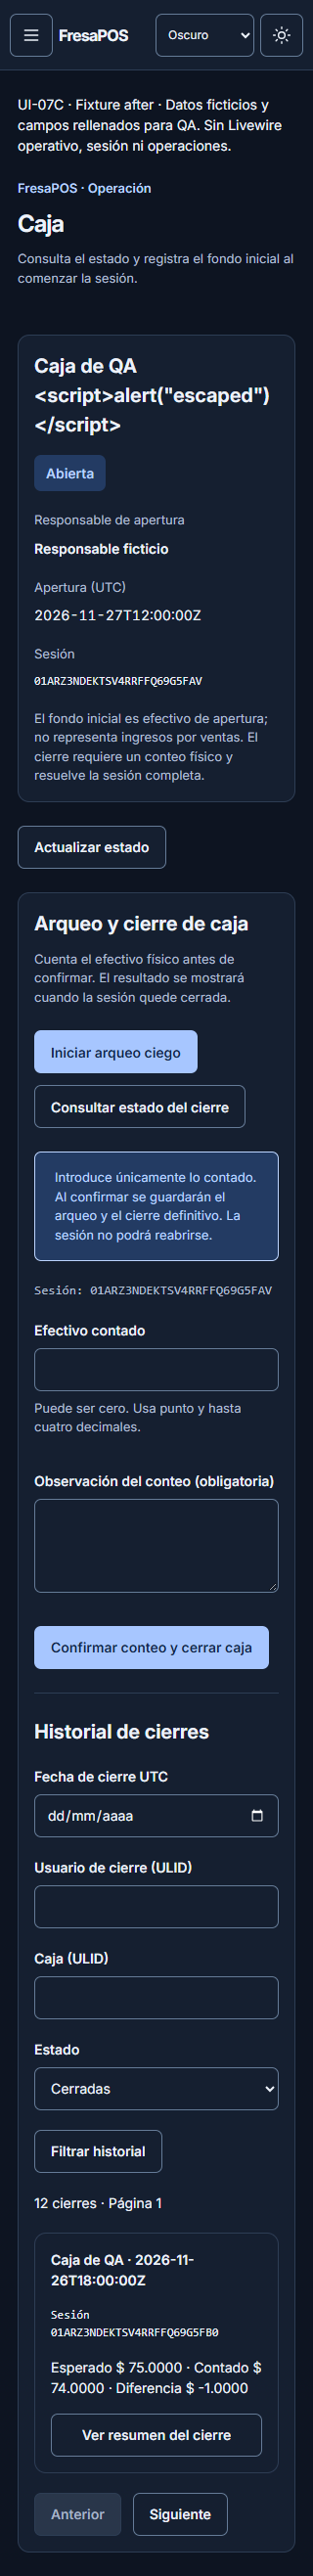 FresaPOS
Oscuro
UI-07C · Fixture after · Datos ficticios y
campos rellenados para QA. Sin Livewire
operativo, sesión ni operaciones.
FresaPOS · Operación
Caja
Consulta el estado y registra el fondo inicial al
comenzar la sesión.
Caja de QA
<script>alert("escaped")
</script>
Abierta
Responsable de apertura
Responsable ficticio
Apertura (UTC)
2026-11-27T12:00:00Z
Sesión
01ARZ3NDEKTSV4RRFFQ69G5FAV
El fondo inicial es efectivo de apertura;
no representa ingresos por ventas. El
cierre requiere un conteo físico y
resuelve la sesión completa.
Actualizar estado
Arqueo y cierre de caja
Cuenta el efectivo físico antes de
confirmar. El resultado se mostrará
cuando la sesión quede cerrada.
Iniciar arqueo ciego
Consultar estado del cierre
Introduce únicamente lo contado.
Al confirmar se guardarán el
arqueo y el cierre definitivo. La
sesión no podrá reabrirse.
Sesión: 01ARZ3NDEKTSV4RRFFQ69G5FAV
Efectivo contado
Puede ser cero. Usa punto y hasta
cuatro decimales.
Observación del conteo (obligatoria)
Confirmar conteo y cerrar caja
Historial de cierres
Fecha de cierre UTC
dd/mm/aaaa
Usuario de cierre (ULID)
Caja (ULID)
Estado
Cerradas
Filtrar historial
12 cierres · Página 1
Caja de QA · 2026-11-
26T18:00:00Z
Sesión
01ARZ3NDEKTSV4RRFFQ69G5FB0
Esperado $ 75.0000 · Contado $
74.0000 · Diferencia $ -1.0000
Ver resumen del cierre
Anterior
Siguiente